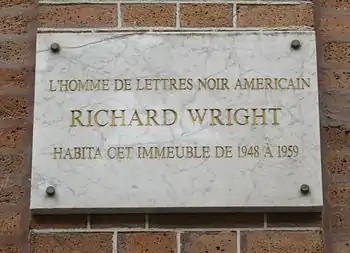 L'HOMME DE LETTRES NOIR AMERICAIN
RICHARD WRIGHT
HABITA CET IMMEUBLE DE 1948 À 1959